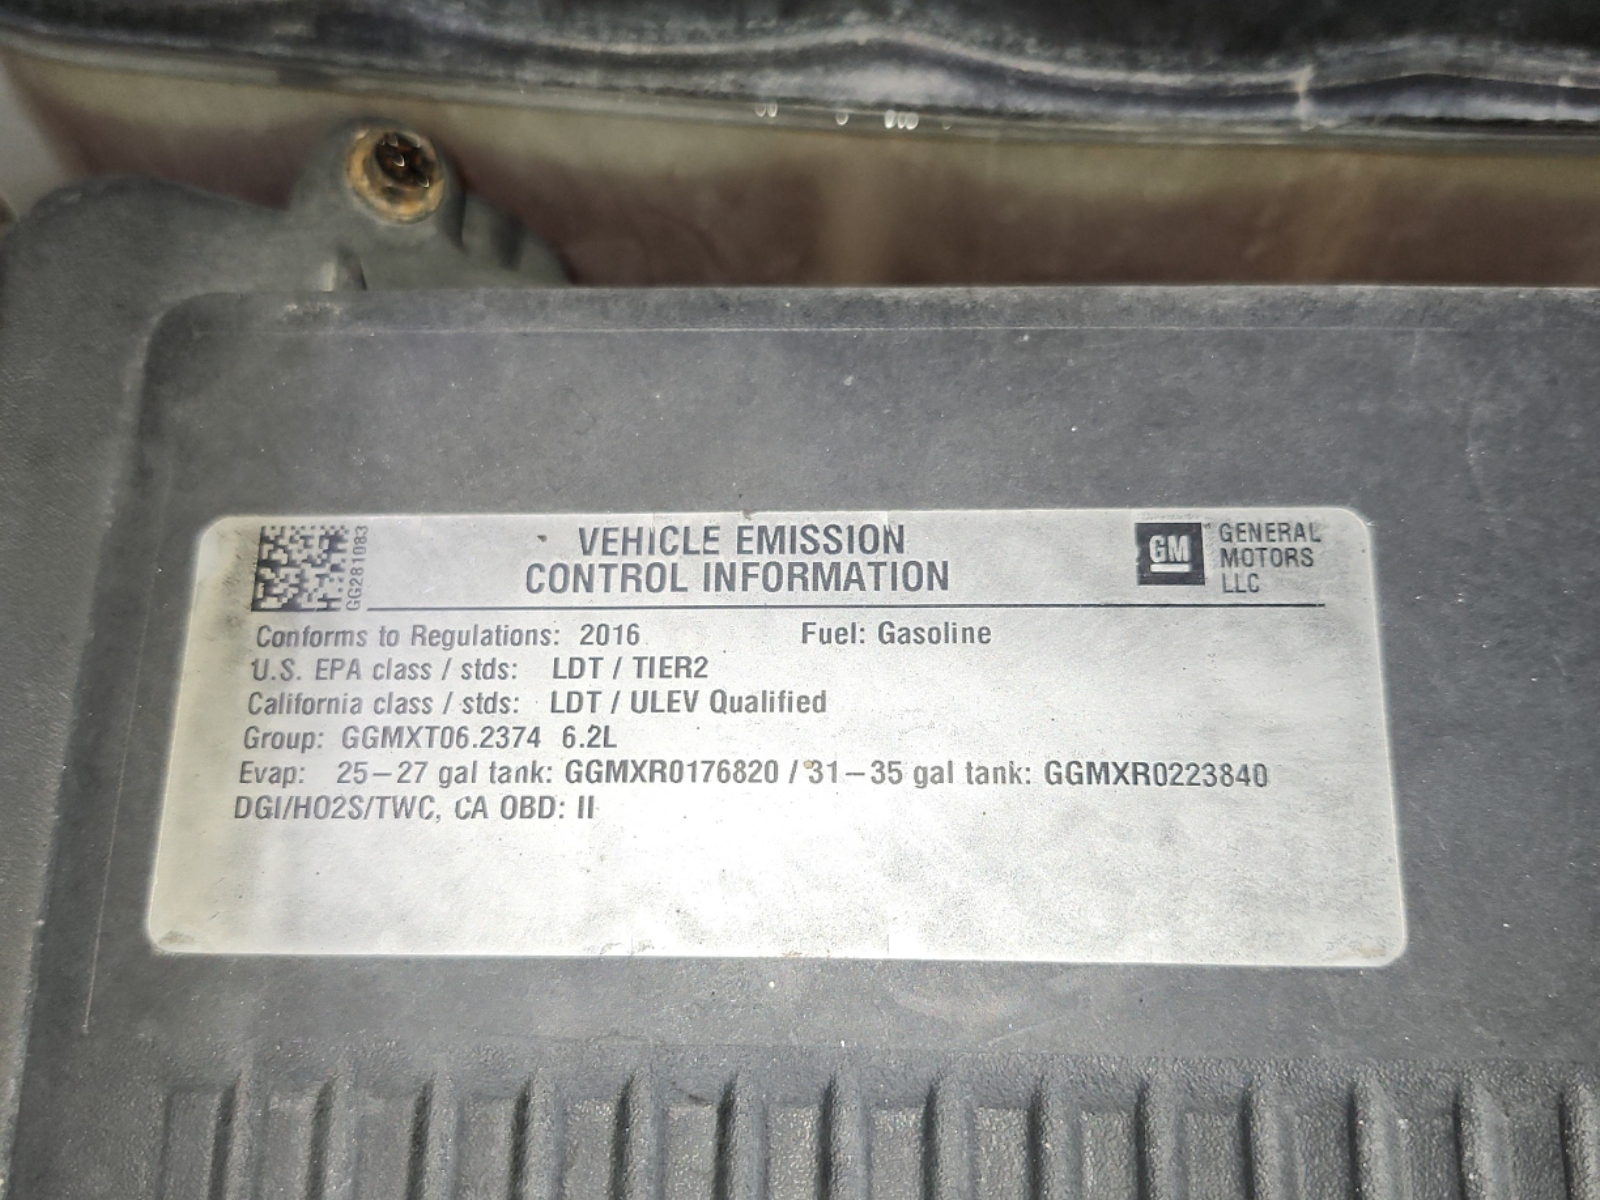 GG281083
VEHICLE EMISSION
CONTROL INFORMATION
GM
GENERAL
MOTORS
LLC
Conforms to Regulations: 2016 Fuel: Gasoline
U.S. EPA class / stds: LDT / TIER2
California class / stds: LDT / ULEV Qualified
Group: GGMXT06.2374 6.2L
Evap: 25–27 gal tank: GGMXR0176820 / 31–35 gal tank: GGMXR0223840
DGI/HO2S/TWC, CA OBD: II